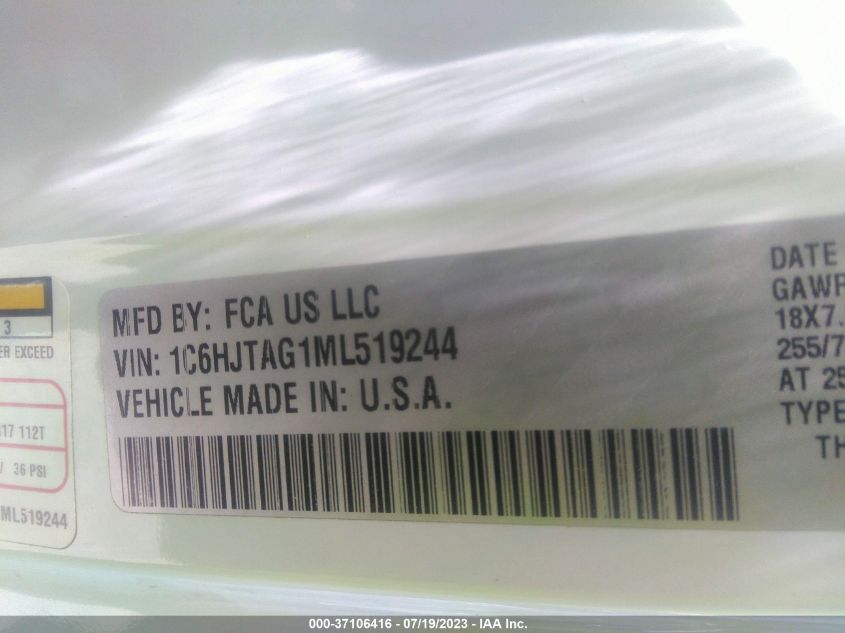 MFD BY: FCA US LLC
VIN: 1C6HJTAG1ML519244
VEHICLE MADE IN: U.S.A.
DATE
GAWR
18X7.
255/7
AT 25
TYPE
TH
3
ER EXCEED
117 112T
/ 36 PSI
ML519244
000-37106416 - 07/19/2023 - IAA Inc.